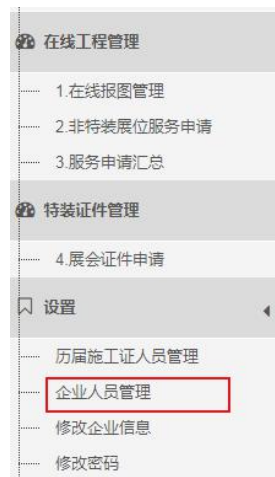 在线工程管理
1.在线报图管理
2.非特装展位服务申请
3.服务申请汇总
特装证件管理
4.展会证件申请
设置
历届施工证人员管理
企业人员管理
修改企业信息
修改密码